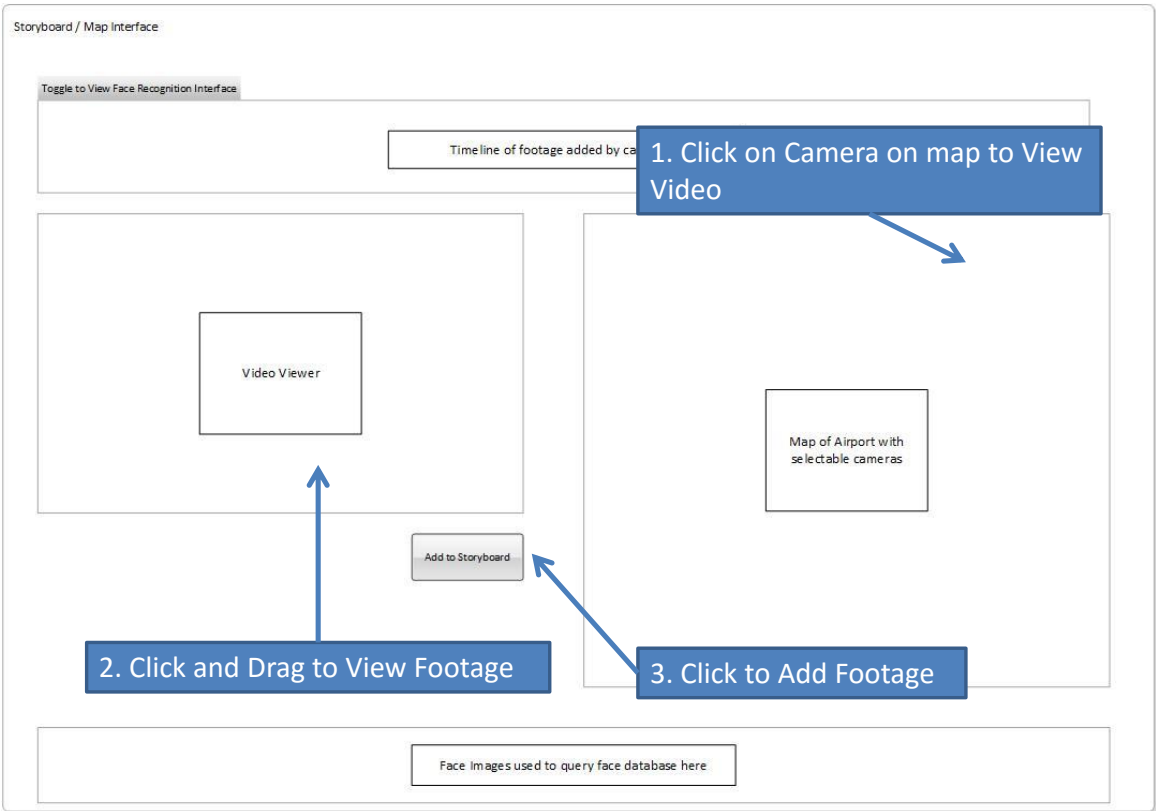 Storyboard / Map Interface
Toggle to View Face Recognition Interface
Timeline of footage added by ca
1. Click on Camera on map to View
Video
Video Viewer
Map of Airport with
selectable cameras
Add to Storyboard
2. Click and Drag to View Footage
3. Click to Add Footage
Face Images used to query face database here